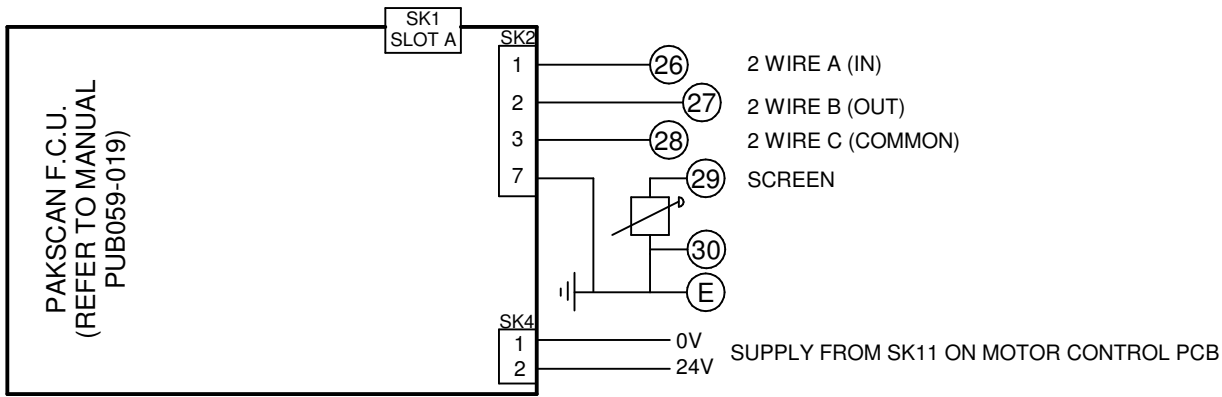 SK1
SLOT A
SK2
1
26
2 WIRE A (IN)
2
27
2 WIRE B (OUT)
3
28
2 WIRE C (COMMON)
7
29
SCREEN
30
E
PAKSCAN F.C.U.
(REFER TO MANUAL
PUB059-019)
SK4
1
0V
2
24V
SUPPLY FROM SK11 ON MOTOR CONTROL PCB